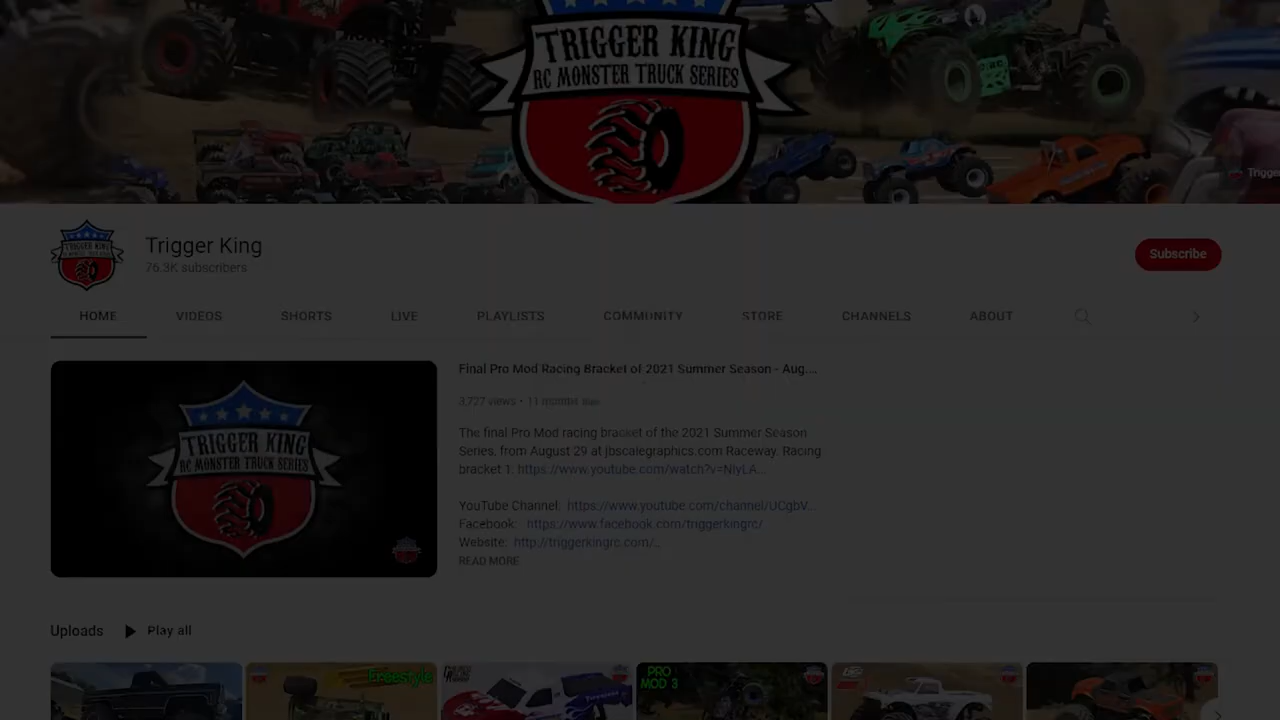 TRIGGER KING
RC MONSTER TRUCK SERIES
Trigger
TRIGGER KING
Trigger King
76.3K subscribers
Subscribe
HOME VIDEOS SHORTS LIVE PLAYLISTS COMMUNITY STORE CHANNELS ABOUT
Final Pro Mod Racing Bracket of 2021 Summer Season - Aug...
3,727 views • 11 months ago
The final Pro Mod racing bracket of the 2021 Summer Season
Series, from August 29 at jbscalegraphics.com Raceway. Racing
bracket 1: https://www.youtube.com/watch?v=NIyLA...
YouTube Channel: https://www.youtube.com/channel/UCgbV...
Facebook: https://www.facebook.com/triggerkingrc/
Website: http://triggerkingrc.com/...
READ MORE
TRIGGER KING
RC MONSTER TRUCK SERIES
Uploads Play all
Freestyle
PRO
MOD 3